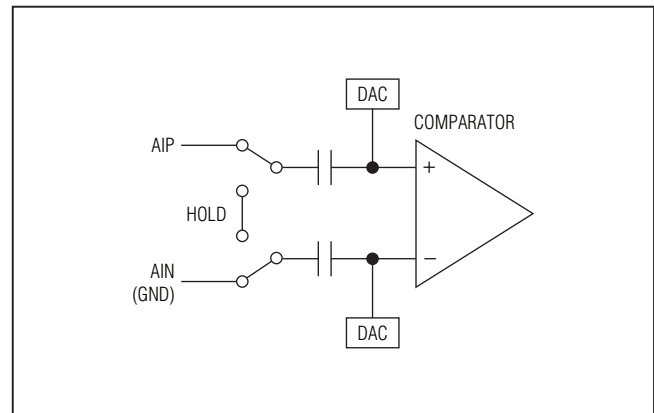 DAC
COMPARATOR
AIP
+
HOLD
AIN
(GND)
−
DAC